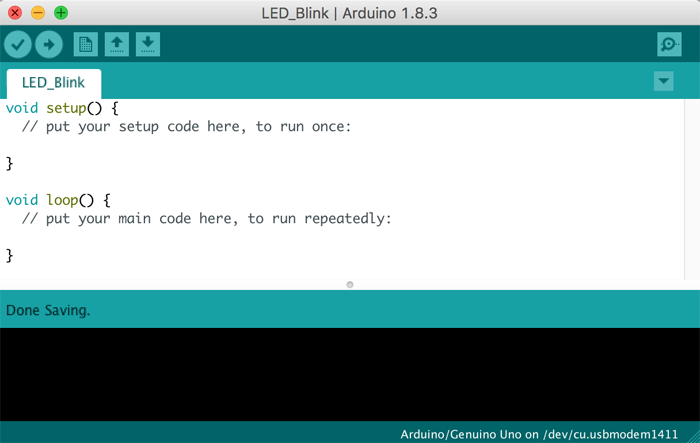 LED_Blink | Arduino 1.8.3
LED_Blink
void setup() {
  // put your setup code here, to run once:
}
void loop() {
  // put your main code here, to run repeatedly:
}
Done Saving.
Arduino/Genuino Uno on /dev/cu.usbmodem1411